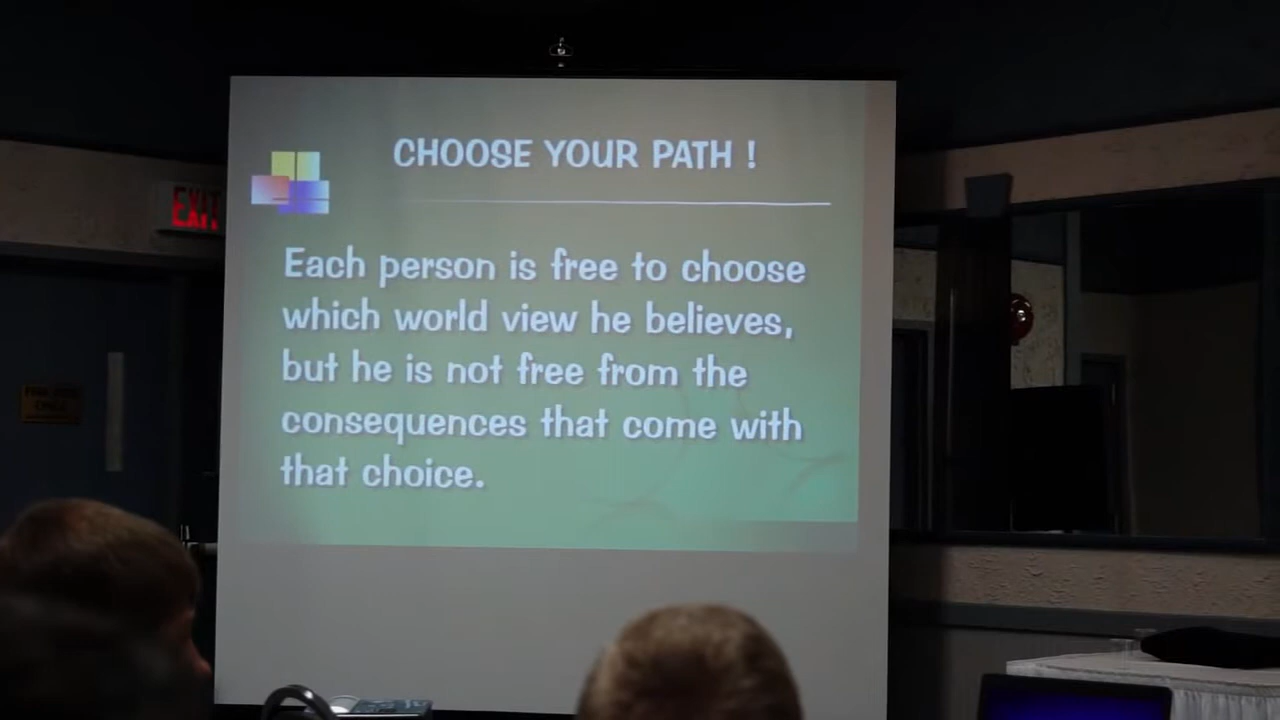 CHOOSE YOUR PATH !
EXIT
Each person is free to choose
which world view he believes,
but he is not free from the
consequences that come with
that choice.